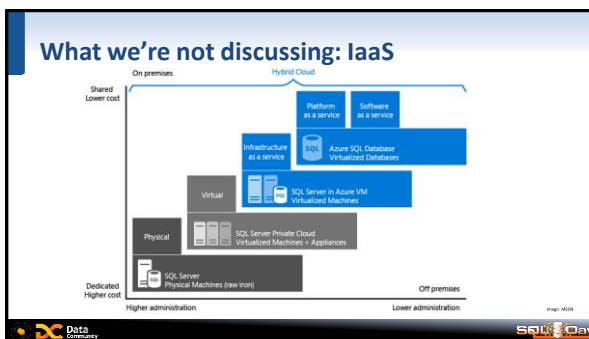 What we're not discussing: IaaS
On premises
Hybrid Cloud
Shared
Lower cost
Platform
as a service
Software
as a service
Infrastructure
as a service
SQL
Azure SQL Database
Virtualized Databases
Virtual
SQL
SQL Server in Azure VM
Virtualized Machines
Physical
SQL Server Private Cloud
Virtualized Machines + Appliances
SQL
SQL Server
Physical Machines (raw iron)
Dedicated
Higher cost
Off premises
Higher administration
Lower administration
Image: MSDN
Data
Community
SQL Day